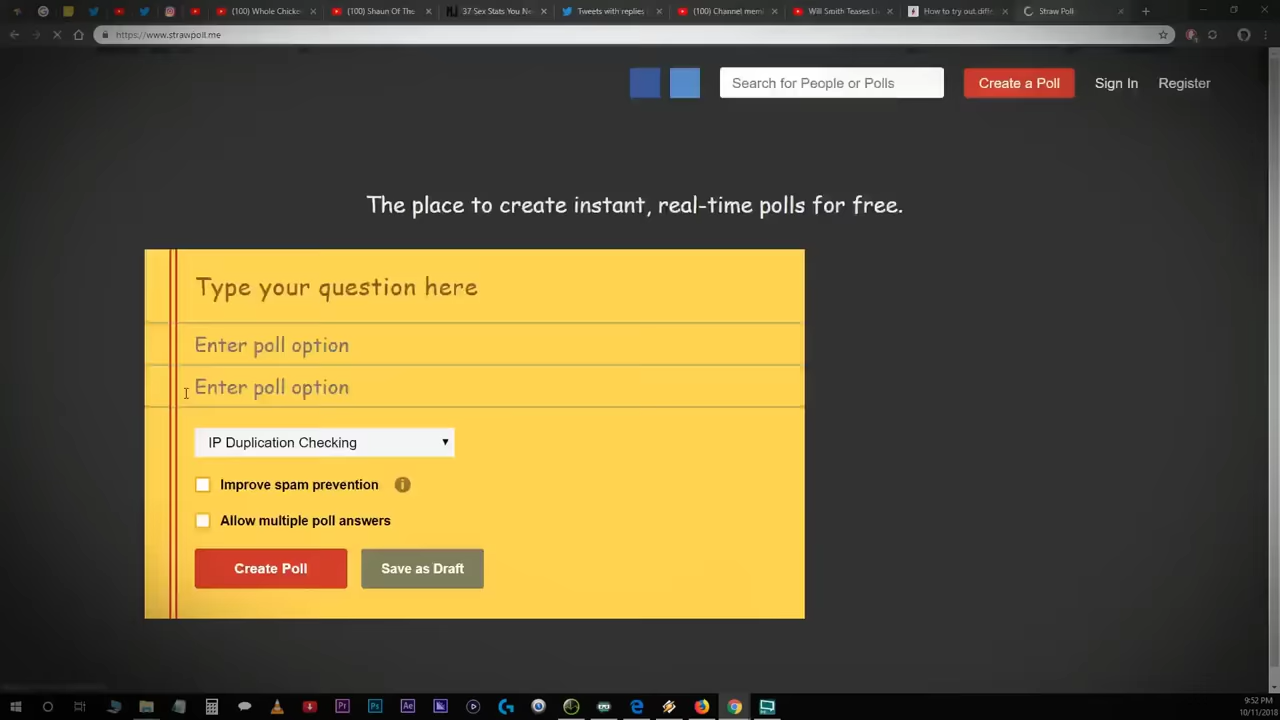 (100) Whole Chicke
(100) Shaun Of The
37 Sex Stats You Ne
Tweets with replies
(100) Channel mem
Will Smith Teases
How to try out diffe
Straw Poll
https://www.strawpoll.me
Search for People or Polls
Create a Poll
Sign In
Register
The place to create instant, real-time polls for free.
Type your question here
Enter poll option
Enter poll option
IP Duplication Checking
Improve spam prevention
i
Allow multiple poll answers
Create Poll
Save as Draft
Pr
Ps
Ae
9:52 PM
10/11/2018